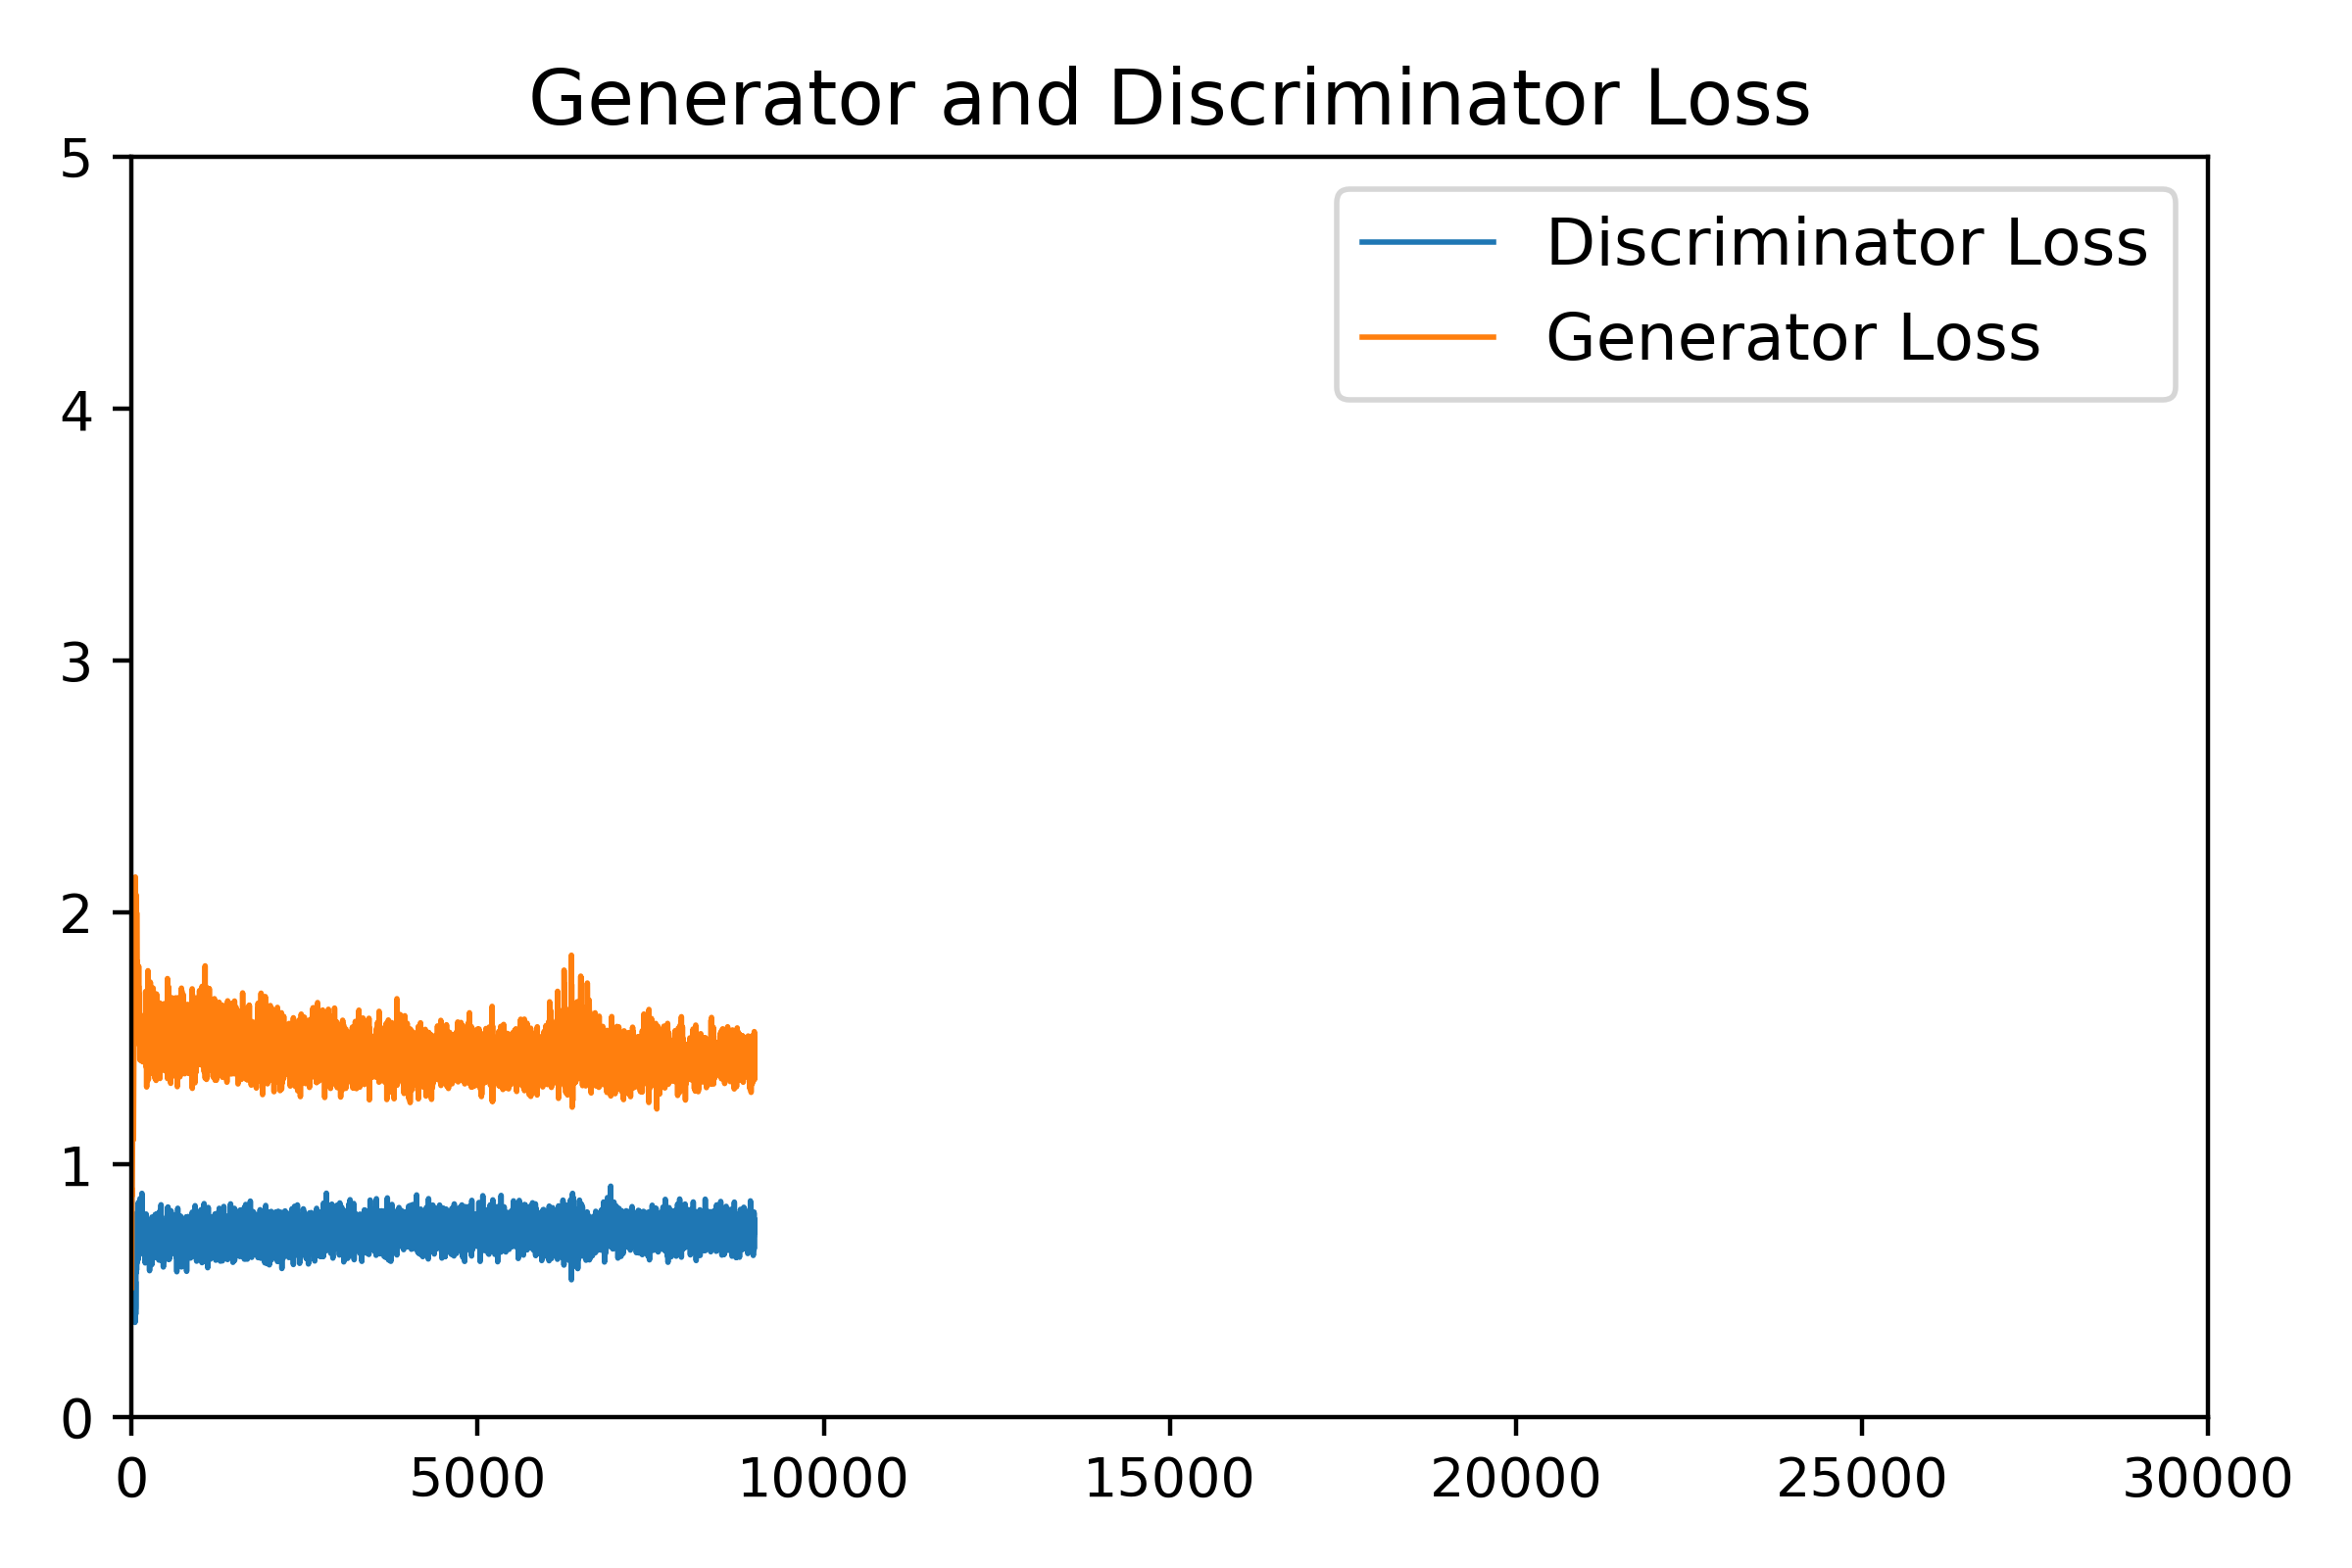 Generator and Discriminator Loss
5
Discriminator Loss
Generator Loss
4
3
2
1
0
0 5000 10000 15000 20000 25000 30000